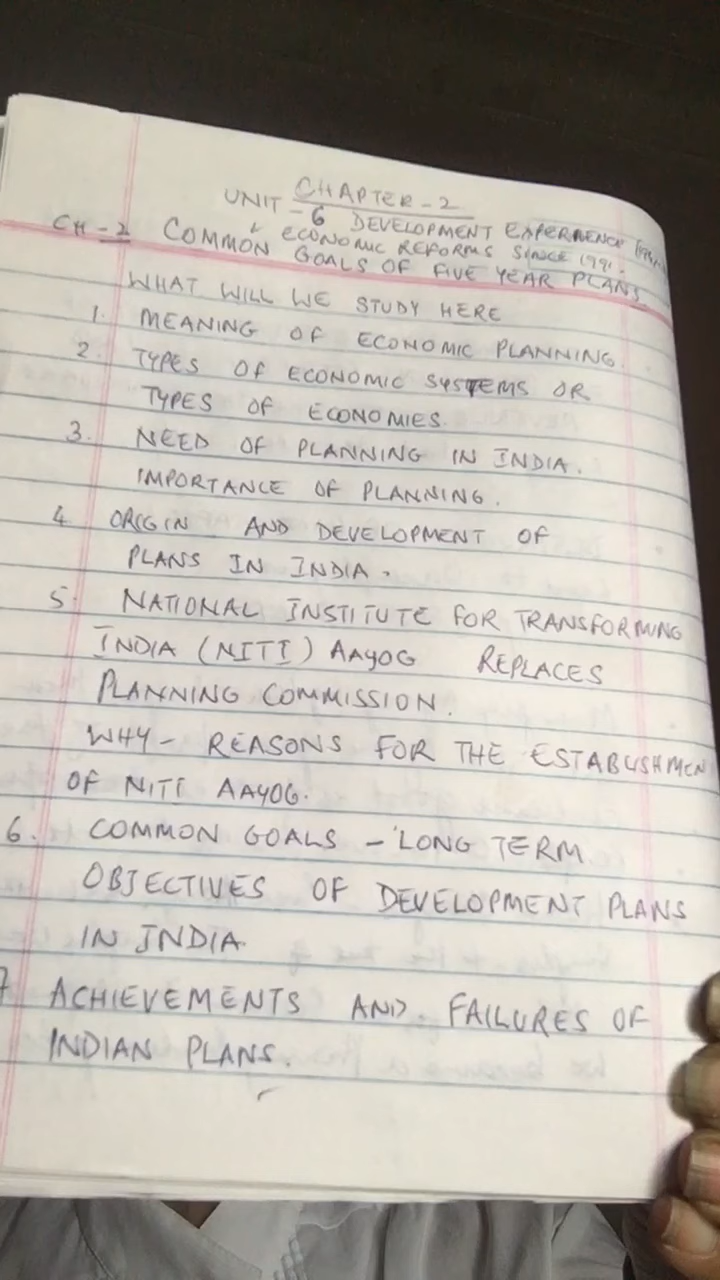 CHAPTER-2
UNIT-6 DEVELOPMENT EXPERIENCE
& ECONOMIC REFORMS SINCE 1991.
CH-2 COMMON GOALS OF FIVE YEAR PLANS
WHAT WILL WE STUDY HERE
1. MEANING OF ECONOMIC PLANNING.
2. TYPES OF ECONOMIC SYSTEMS OR
TYPES OF ECONOMIES.
3. NEED OF PLANNING IN INDIA.
IMPORTANCE OF PLANNING.
4 ORIGIN AND DEVELOPMENT OF
PLANS IN INDIA.
5. NATIONAL INSTITUTE FOR TRANSFORMING
INDIA (NITI) AAYOG REPLACES
PLANNING COMMISSION.
WHY- REASONS FOR THE ESTABLISHMEN
OF NITI AAYOG.
6. COMMON GOALS - LONG TERM
OBJECTIVES OF DEVELOPMENT PLANS
IN INDIA.
7 ACHIEVEMENTS AND FAILURES OF
INDIAN PLANS.